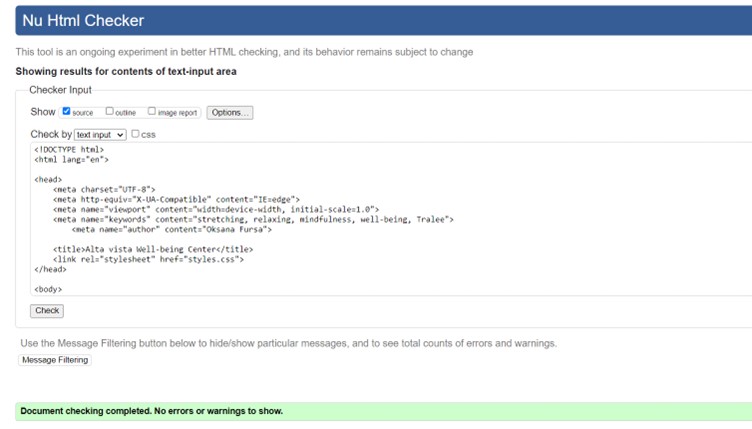 Nu Html Checker
This tool is an ongoing experiment in better HTML checking, and its behavior remains subject to change
Showing results for contents of text-input area
Checker Input
Show source outline image report Options...
Check by text input css
<!DOCTYPE html>
<html lang="en">
<head>
<meta charset="UTF-8">
<meta http-equiv="X-UA-Compatible" content="IE=edge">
<meta name="viewport" content="width=device-width, initial-scale=1.0">
<meta name="keywords" content="stretching, relaxing, mindfulness, well-being, Tralee">
<meta name="author" content="Oksana Fursa">
<title>Alta vista Well-being Center</title>
<link rel="stylesheet" href="styles.css">
</head>
<body>
Check
Use the Message Filtering button below to hide/show particular messages, and to see total counts of errors and warnings.
Message Filtering
Document checking completed. No errors or warnings to show.